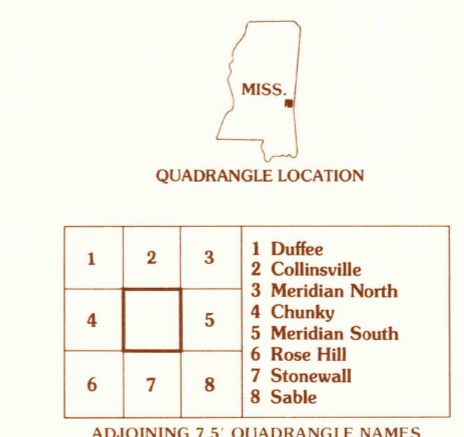 MISS.
QUADRANGLE LOCATION
1 2 3
4 5
6 7 8
1 Duffee
2 Collinsville
3 Meridian North
4 Chunky
5 Meridian South
6 Rose Hill
7 Stonewall
8 Sable
ADJOINING 7.5' QUADRANGLE NAMES